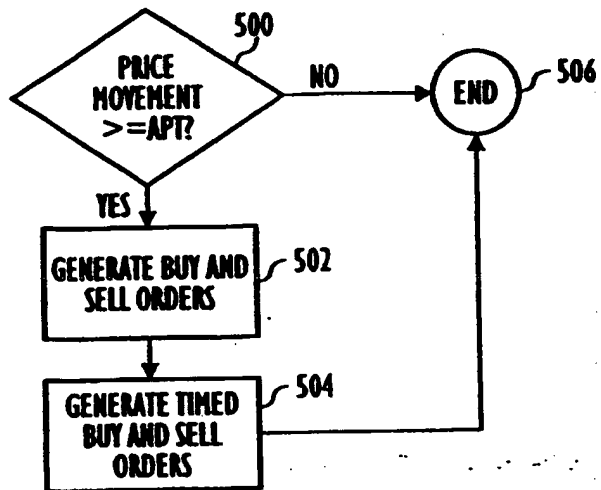 500
PRICE
MOVEMENT
>=APT?
NO
END
506
YES
GENERATE BUY AND
SELL ORDERS
502
504
GENERATE TIMED
BUY AND SELL
ORDERS